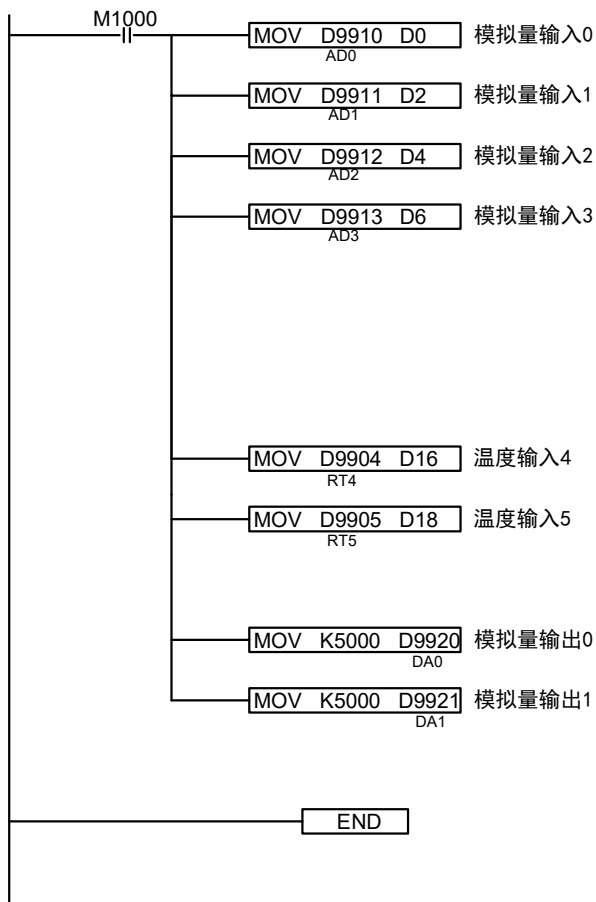 M1000
MOV D9910 D0 模拟量输入0
AD0
MOV D9911 D2 模拟量输入1
AD1
MOV D9912 D4 模拟量输入2
AD2
MOV D9913 D6 模拟量输入3
AD3
MOV D9904 D16 温度输入4
RT4
MOV D9905 D18 温度输入5
RT5
MOV K5000 D9920 模拟量输出0
DA0
MOV K5000 D9921 模拟量输出1
DA1
END